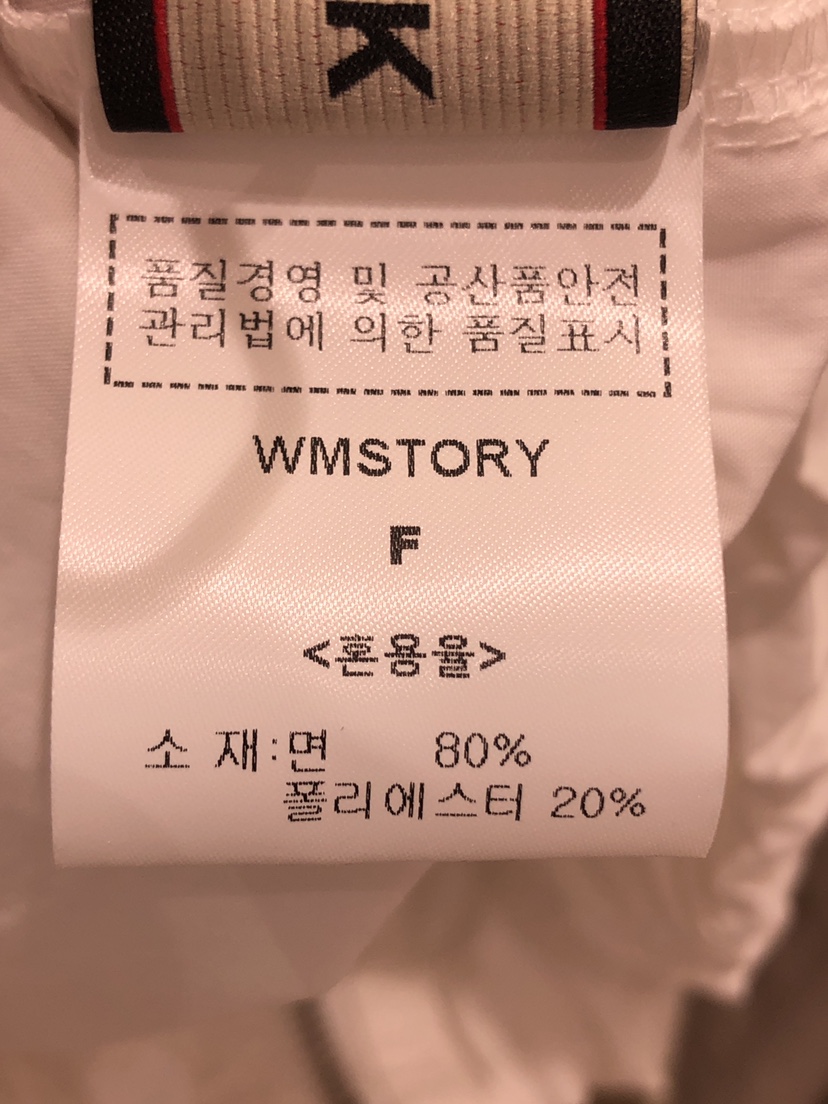 K
품질경영 및 공산품안전
관리법에 의한 품질표시
WMSTORY
F
<혼용율>
소 재:면 80%
폴리에스터 20%